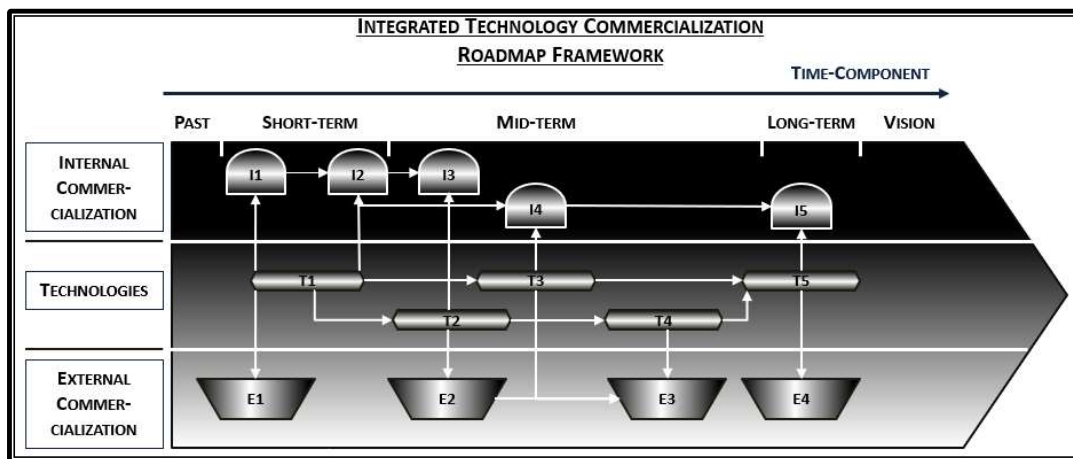 INTEGRATED TECHNOLOGY COMMERCIALIZATION
ROADMAP FRAMEWORK
TIME-COMPONENT
PAST SHORT-TERM MID-TERM LONG-TERM VISION
INTERNAL
COMMER-
CIALIZATION
I1 I2 I3
I4 I5
TECHNOLOGIES
T1 T3 T5
T2 T4
EXTERNAL
COMMER-
CIALIZATION
E1 E2 E3 E4